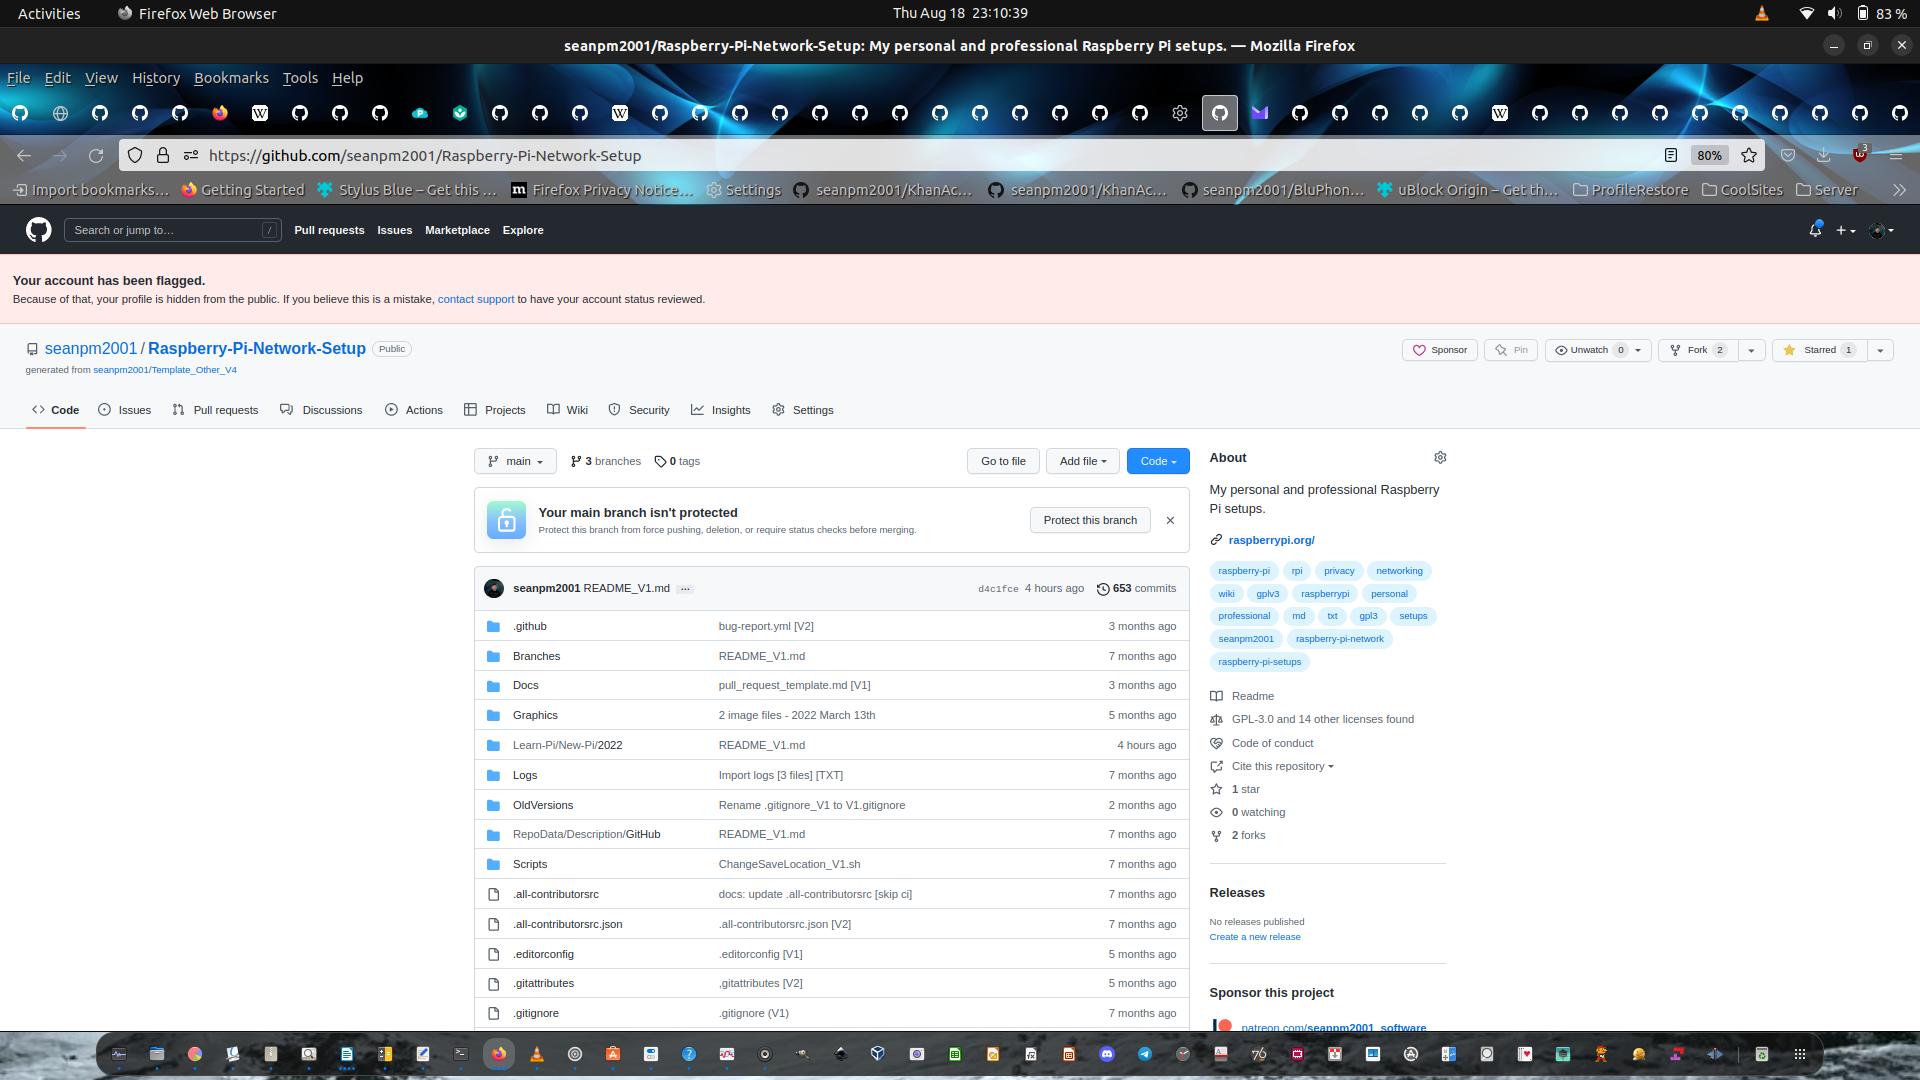 Activities Firefox Web Browser Thu Aug 18 23:10:39 83 %
seanpm2001/Raspberry-Pi-Network-Setup: My personal and professional Raspberry Pi setups. — Mozilla Firefox
File Edit View History Bookmarks Tools Help
https://github.com/seanpm2001/Raspberry-Pi-Network-Setup 80% 3
Import bookmarks… Getting Started Stylus Blue – Get this … Firefox Privacy Notice… Settings seanpm2001/KhanAc… seanpm2001/KhanAc… seanpm2001/BluPhon… uBlock Origin – Get th… ProfileRestore CoolSites Server
Search or jump to… / Pull requests Issues Marketplace Explore
Your account has been flagged.
Because of that, your profile is hidden from the public. If you believe this is a mistake, contact support to have your account status reviewed.
seanpm2001 / Raspberry-Pi-Network-Setup Public
Sponsor Pin Unwatch 0 Fork 2 Starred 1
generated from seanpm2001/Template_Other_V4
Code Issues Pull requests Discussions Actions Projects Wiki Security Insights Settings
main 3 branches 0 tags Go to file Add file Code
Your main branch isn't protected
Protect this branch from force pushing, deletion, or require status checks before merging.
Protect this branch
seanpm2001 README_V1.md ... d4c1fce 4 hours ago 653 commits
.github bug-report.yml [V2] 3 months ago
Branches README_V1.md 7 months ago
Docs pull_request_template.md [V1] 3 months ago
Graphics 2 image files - 2022 March 13th 5 months ago
Learn-Pi/New-Pi/2022 README_V1.md 4 hours ago
Logs Import logs [3 files] [TXT] 7 months ago
OldVersions Rename .gitignore_V1 to V1.gitignore 2 months ago
RepoData/Description/GitHub README_V1.md 7 months ago
Scripts ChangeSaveLocation_V1.sh 7 months ago
.all-contributorsrc docs: update .all-contributorsrc [skip ci] 7 months ago
.all-contributorsrc.json .all-contributorsrc.json [V2] 7 months ago
.editorconfig .editorconfig [V1] 5 months ago
.gitattributes ,gitattributes [V2] 5 months ago
.gitignore .gitignore (V1) 7 months ago
About
My personal and professional Raspberry
Pi setups.
raspberrypi.org/
raspberry-pi rpi privacy networking
wiki gplv3 raspberrypi personal
professional md txt gpl3 setups
seanpm2001 raspberry-pi-network
raspberry-pi-setups
Readme
GPL-3.0 and 14 other licenses found
Code of conduct
Cite this repository
1 star
0 watching
2 forks
Releases
No releases published
Create a new release
Sponsor this project
patreon.com/seanpm2001_software